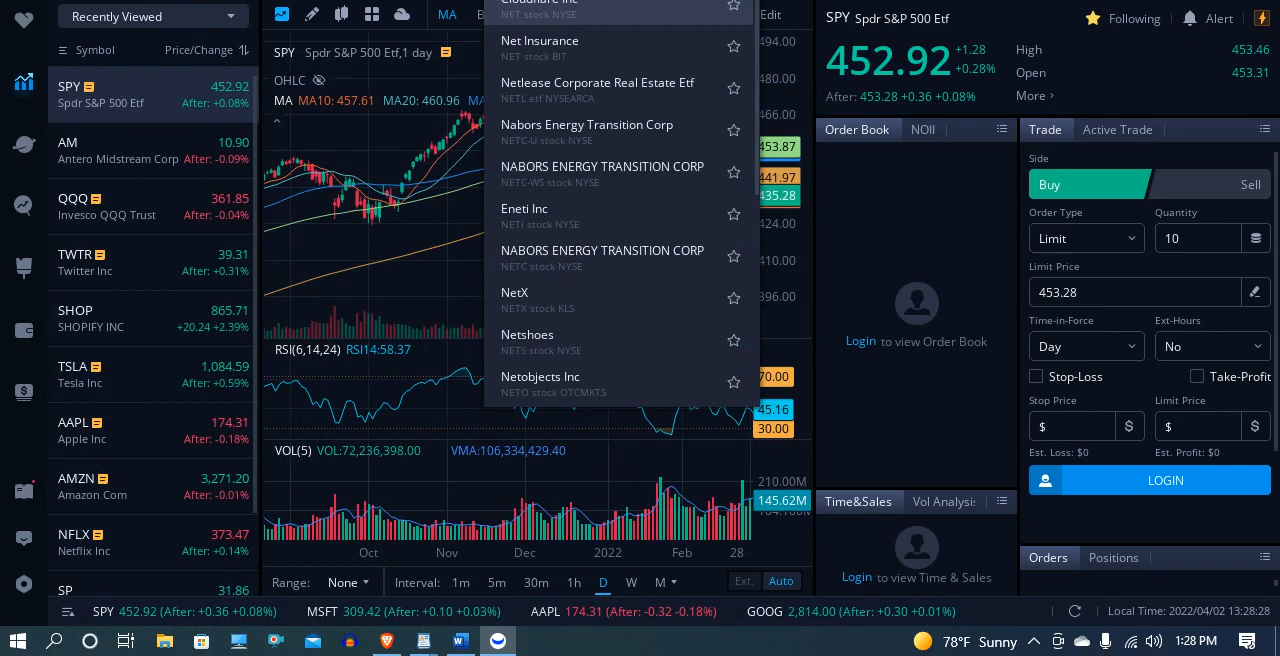 Recently Viewed
Symbol Price/Change
SPY 452.92
Spdr S&P 500 Etf After: +0.08%
AM 10.90
Antero Midstream Corp After: -0.09%
QQQ 361.85
Invesco QQQ Trust After: -0.04%
TWTR 39.31
Twitter Inc After: +0.31%
SHOP 865.71
SHOPIFY INC +20.24 +2.39%
TSLA 1,084.59
Tesla Inc After: +0.59%
AAPL 174.31
Apple Inc After: -0.18%
AMZN 3,271.20
Amazon Com After: -0.01%
NFLX 373.47
Netflix Inc After: +0.14%
SP 31.86
MA
SPY Spdr S&P 500 Etf,1 day
OHLC
MA MA10: 457.61 MA20: 460.96
Cloudflare Inc
NET stock NYSE
Net Insurance
NET stock BIT
Netlease Corporate Real Estate Etf
NETL etf NYSEARCA
Nabors Energy Transition Corp
NETC-U stock NYSE
NABORS ENERGY TRANSITION CORP
NETC-WS stock NYSE
Eneti Inc
NETI stock NYSE
NABORS ENERGY TRANSITION CORP
NETC stock NYSE
NetX
NETX stock KLS
Netshoes
NETS stock NYSE
Netobjects Inc
NETO stock OTCMKTS
Edit
494.00
480.00
466.00
453.87
441.97
435.28
424.00
410.00
396.00
RSI(6,14,24) RSI14:58.37
70.00
45.16
30.00
VOL(5) VOL:72,236,398.00 VMA:106,334,429.40
210.00M
145.62M
Oct Nov Dec 2022 Feb 28
Range: None Interval: 1m 5m 30m 1h D W M Ext. Auto
SPY Spdr S&P 500 Etf Following Alert
452.92 +1.28
+0.28%
After: 453.28 +0.36 +0.08%
High 453.46
Open 453.31
More
Order Book NOII
Login to view Order Book
Time&Sales Vol Analysis
Login to view Time & Sales
Trade Active Trade
Side
Buy Sell
Order Type Quantity
Limit 10
Limit Price
453.28
Time-in-Force Ext-Hours
Day No
Stop-Loss Take-Profit
Stop Price Limit Price
$ $ $ $
Est. Loss: $0 Est. Profit: $0
LOGIN
Orders Positions
SPY 452.92 (After: +0.36 +0.08%) MSFT 309.42 (After: +0.10 +0.03%) AAPL 174.31 (After: -0.32 -0.18%) GOOG 2,814.00 (After: +0.30 +0.01%) Local Time: 2022/04/02 13:28:28
78°F Sunny 1:28 PM